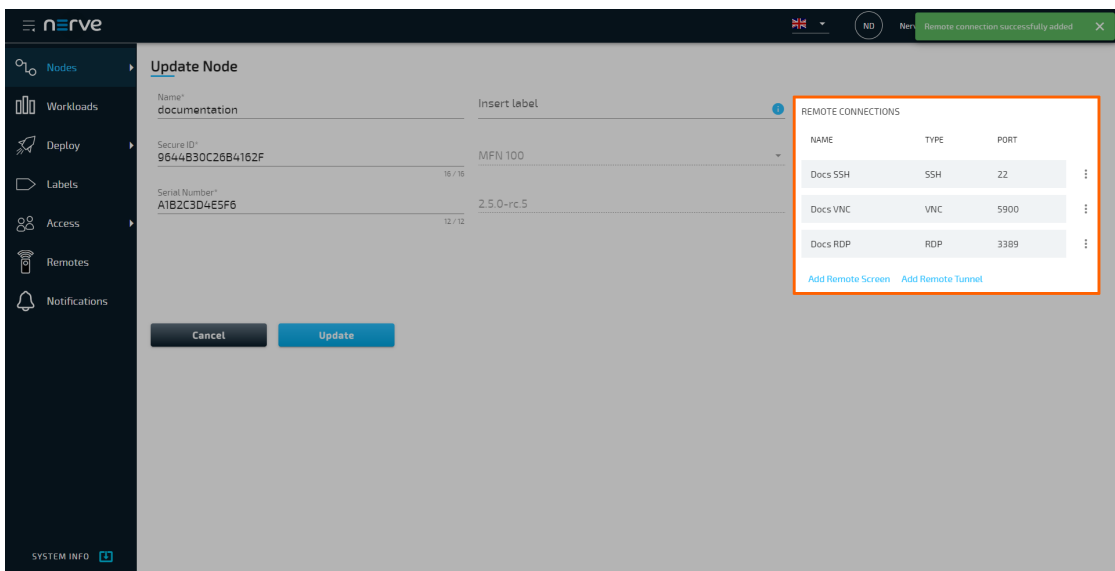 nerve
ND
Ner
Remote connection successfully added
Nodes
Workloads
Deploy
Labels
Access
Remotes
Notifications
SYSTEM INFO
Update Node
Name*
documentation
Insert label
Secure ID*
9644B30C26B4162F
16 / 16
MFN 100
Serial Number*
A1B2C3D4E5F6
12 / 12
2.5.0-rc.5
Cancel
Update
REMOTE CONNECTIONS
NAME TYPE PORT
Docs SSH SSH 22
Docs VNC VNC 5900
Docs RDP RDP 3389
Add Remote Screen Add Remote Tunnel